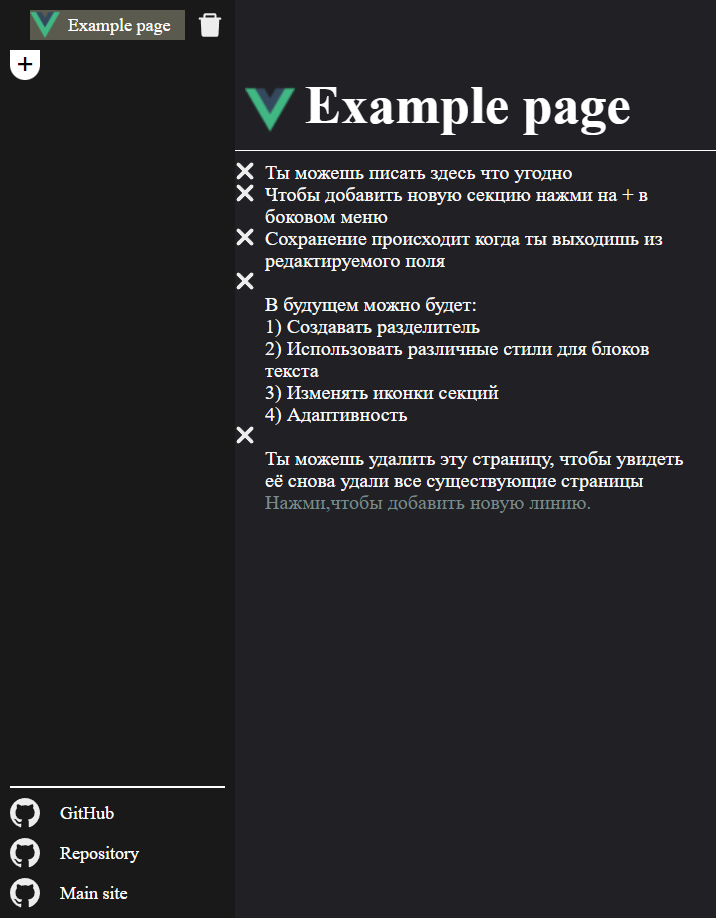 Example page
Example page
Ты можешь писать здесь что угодно
Чтобы добавить новую секцию нажми на + в
боковом меню
Сохранение происходит когда ты выходишь из
редактируемого поля
В будущем можно будет:
1) Создавать разделитель
2) Использовать различные стили для блоков
текста
3) Изменять иконки секций
4) Адаптивность
Ты можешь удалить эту страницу, чтобы увидеть
её снова удали все существующие страницы
Нажми,чтобы добавить новую линию.
GitHub
Repository
Main site